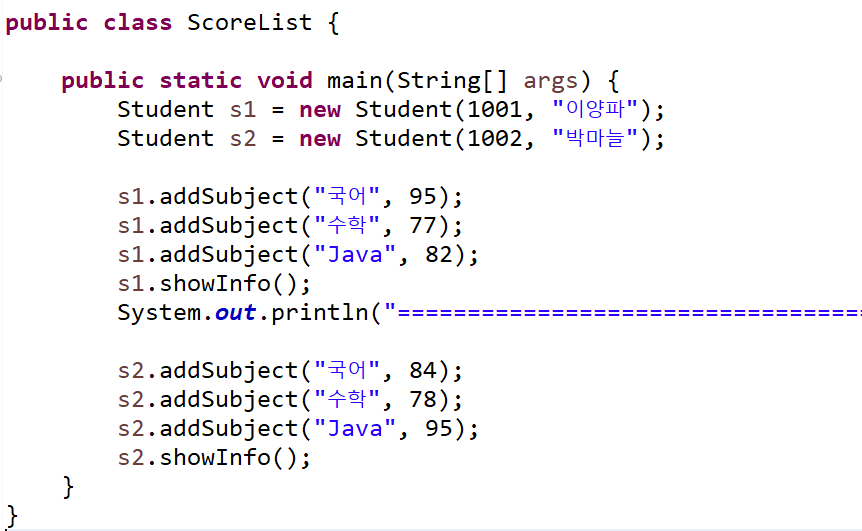 public class ScoreList {
public static void main(String[] args) {
Student s1 = new Student(1001, "이양파");
Student s2 = new Student(1002, "박마늘");
s1.addSubject("국어", 95);
s1.addSubject("수학", 77);
s1.addSubject("Java", 82);
s1.showInfo();
System.out.println("==================================
s2.addSubject("국어", 84);
s2.addSubject("수학", 78);
s2.addSubject("Java", 95);
s2.showInfo();
}
}